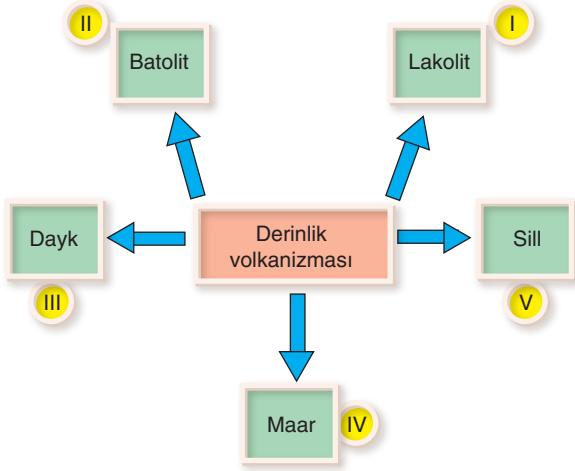 II
Batolit
I
Lakolit
Dayk
III
Derinlik
volkanizması
Sill
V
Maar
IV